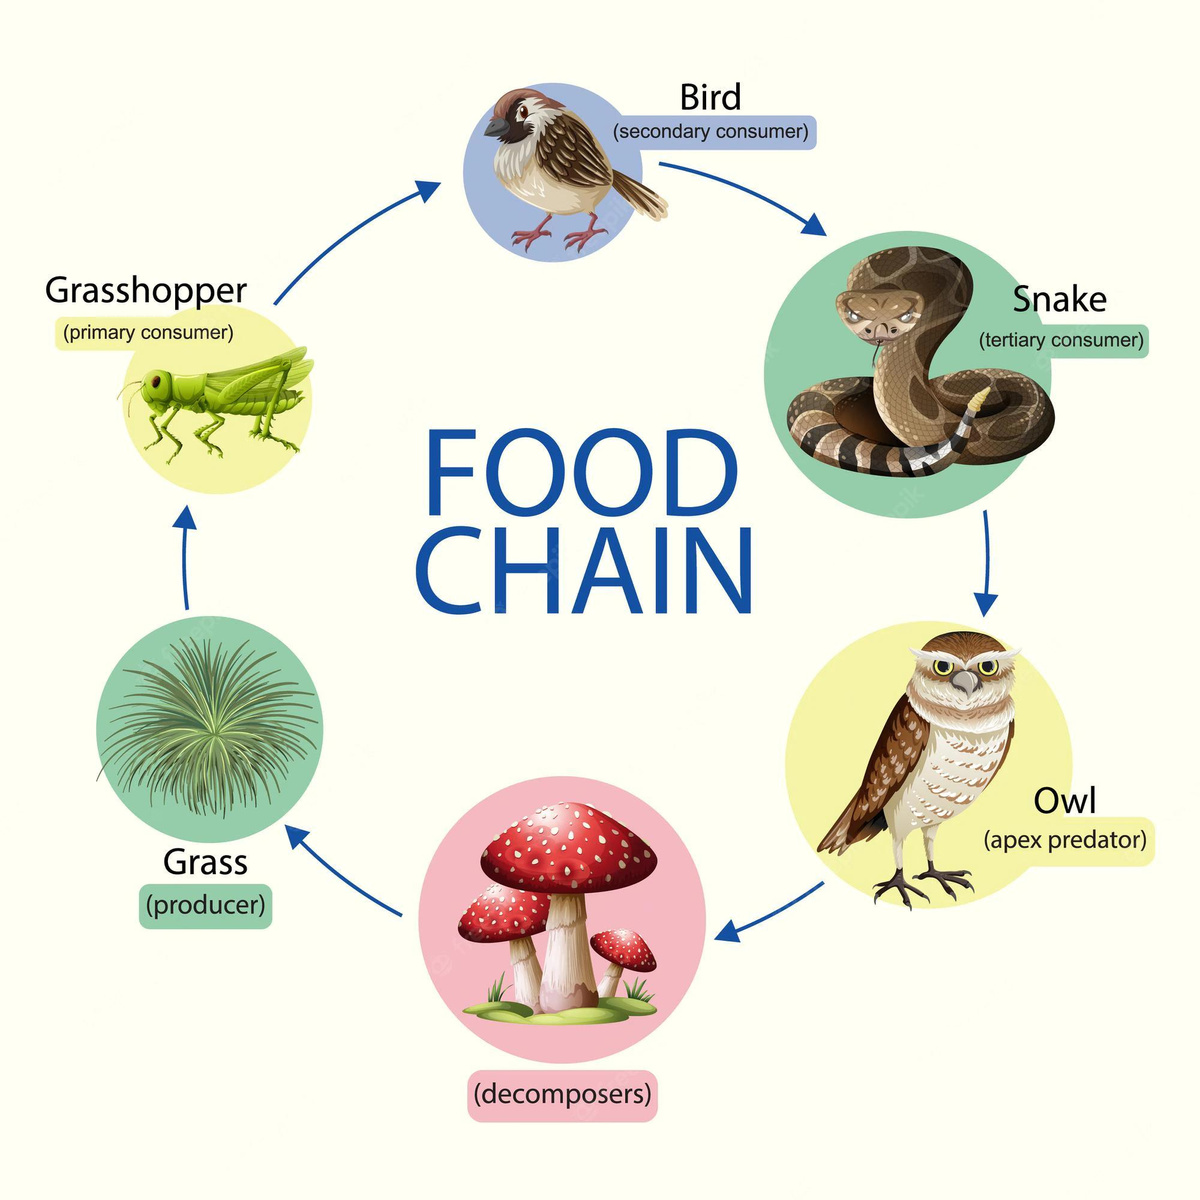 Bird
(secondary consumer)
Grasshopper
(primary consumer)
Snake
(tertiary consumer)
FOOD
CHAIN
Owl
(apex predator)
Grass
(producer)
(decomposers)